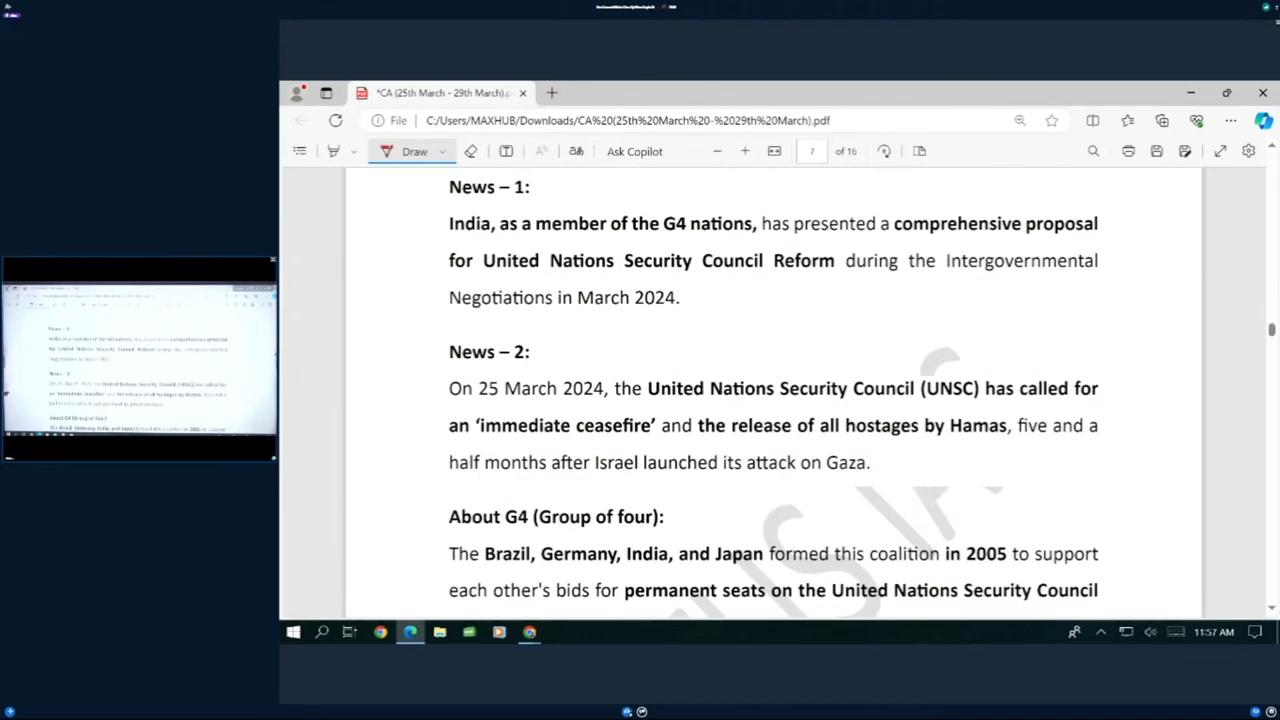 *CA (25th March - 29th March).p
File
C:/Users/MAXHUB/Downloads/CA%20(25th%20March%20-%2029th%20March).pdf
Draw
Ask Copilot
7 of 16
News – 1:
India, as a member of the G4 nations, has presented a comprehensive proposal
for United Nations Security Council Reform during the Intergovernmental
Negotiations in March 2024.
News – 2:
On 25 March 2024, the United Nations Security Council (UNSC) has called for
an ‘immediate ceasefire’ and the release of all hostages by Hamas, five and a
half months after Israel launched its attack on Gaza.
About G4 (Group of four):
The Brazil, Germany, India, and Japan formed this coalition in 2005 to support
each other's bids for permanent seats on the United Nations Security Council
11:57 AM